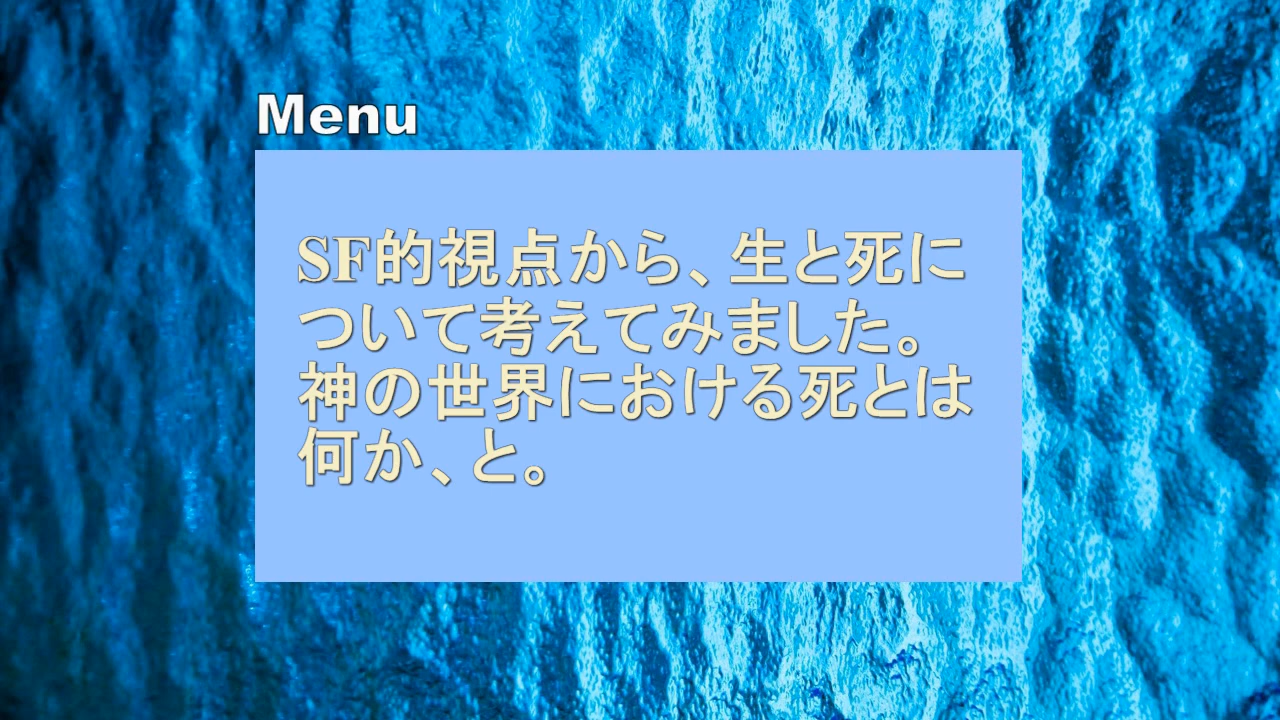 Menu
SF的視点から、生と死に
ついて考えてみました。
神の世界における死とは
何か、と。